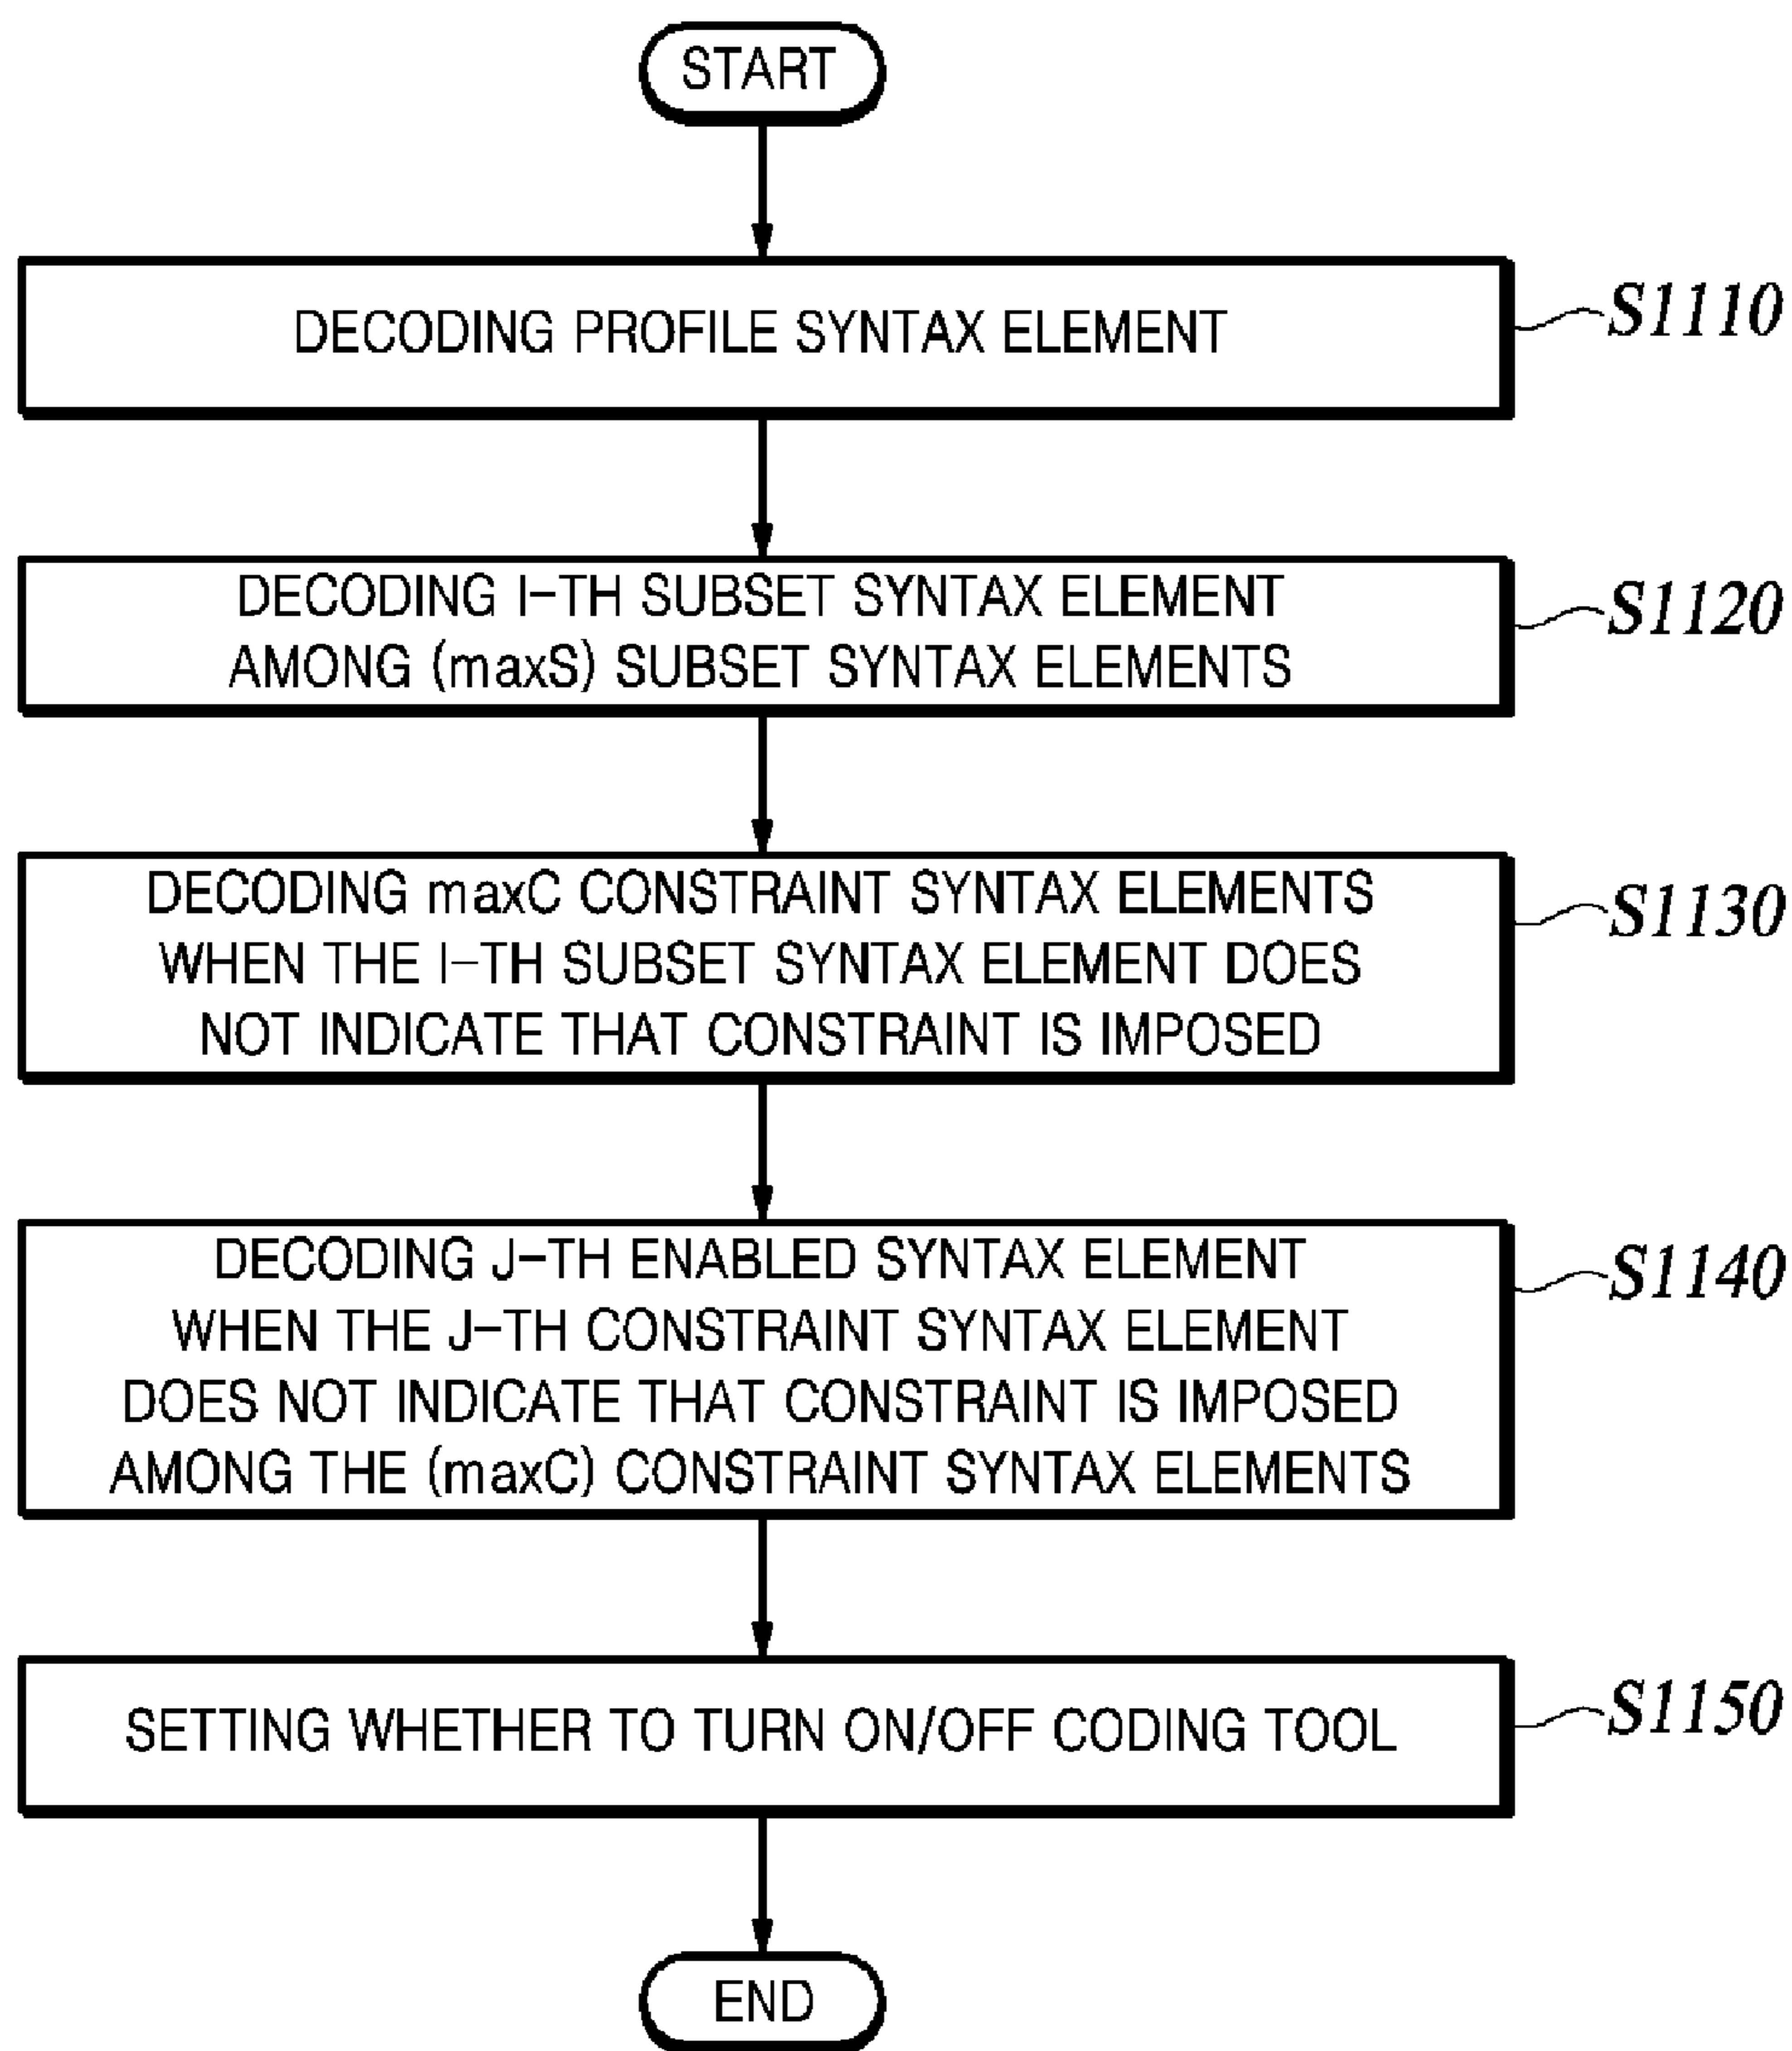 START
DECODING PROFILE SYNTAX ELEMENT
S1110
DECODING I-TH SUBSET SYNTAX ELEMENT
AMONG (maxS) SUBSET SYNTAX ELEMENTS
S1120
DECODING maxC CONSTRAINT SYNTAX ELEMENTS
WHEN THE I-TH SUBSET SYNTAX ELEMENT DOES
NOT INDICATE THAT CONSTRAINT IS IMPOSED
S1130
DECODING J-TH ENABLED SYNTAX ELEMENT
WHEN THE J-TH CONSTRAINT SYNTAX ELEMENT
DOES NOT INDICATE THAT CONSTRAINT IS IMPOSED
AMONG THE (maxC) CONSTRAINT SYNTAX ELEMENTS
S1140
SETTING WHETHER TO TURN ON/OFF CODING TOOL
S1150
END